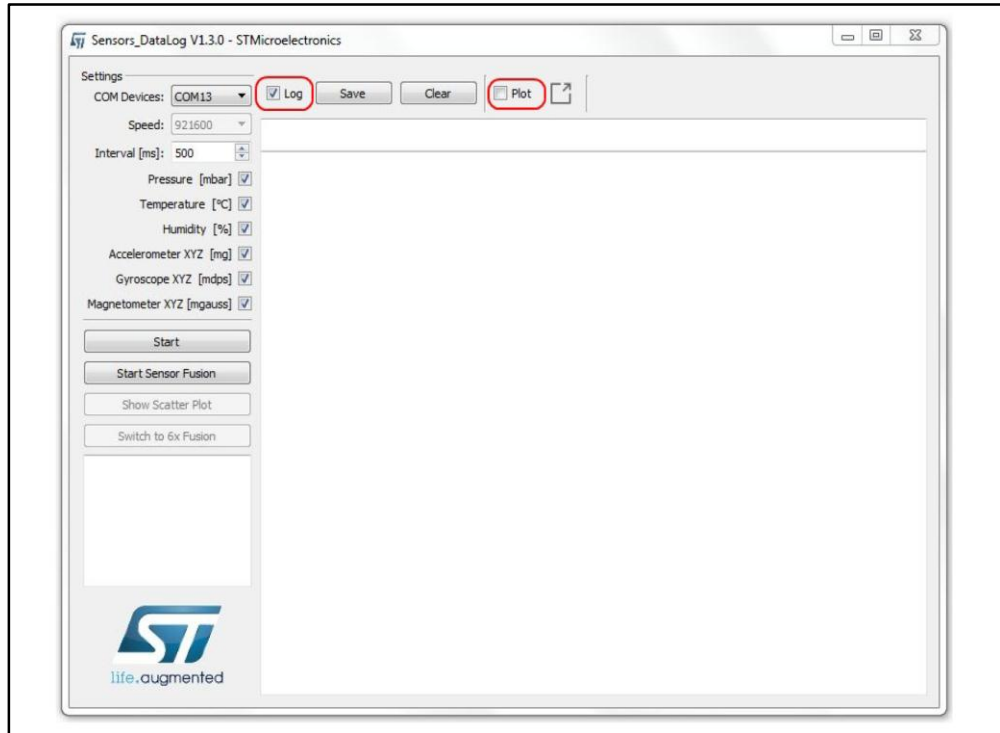 Sensors_DataLog V1.3.0 - STMicroelectronics
Settings
COM Devices: COM13
Log Save Clear Plot
Speed: 921600
Interval [ms]: 500
Pressure [mbar]
Temperature [ºC]
Humidity [%]
Accelerometer XYZ [mg]
Gyroscope XYZ [mdps]
Magnetometer XYZ [mgauss]
Start
Start Sensor Fusion
Show Scatter Plot
Switch to 6x Fusion
ST
life.augmented